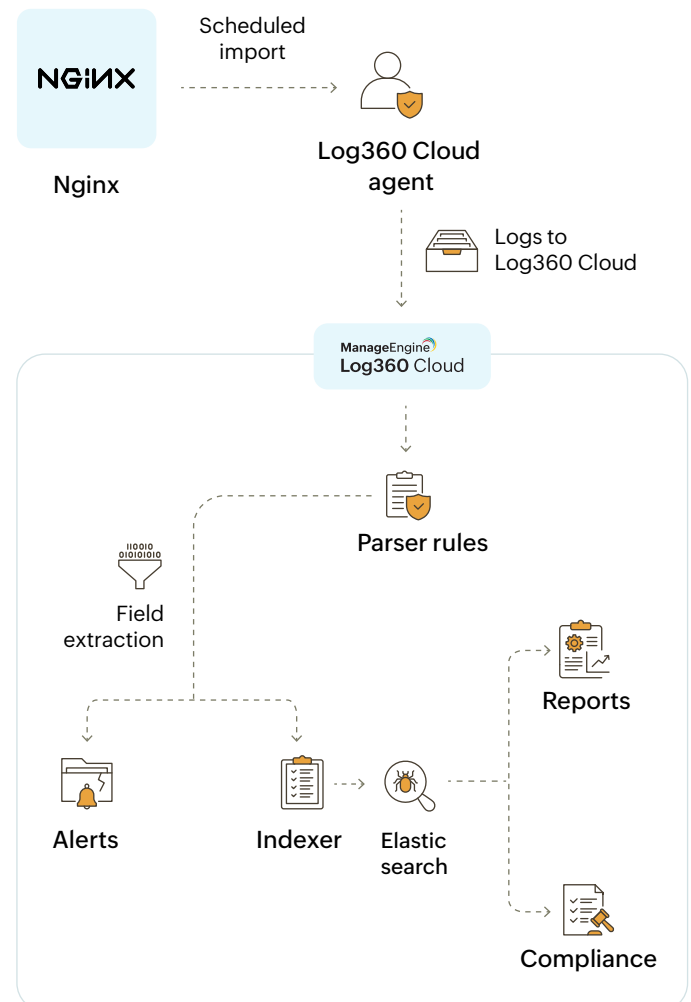 Scheduled
import
NGINX
Log360 Cloud
agent
Nginx
Logs to
Log360 Cloud
ManageEngine
Log360 Cloud
Parser rules
110010
010101010
Field
extraction
Reports
Alerts
Indexer
Elastic
search
Compliance